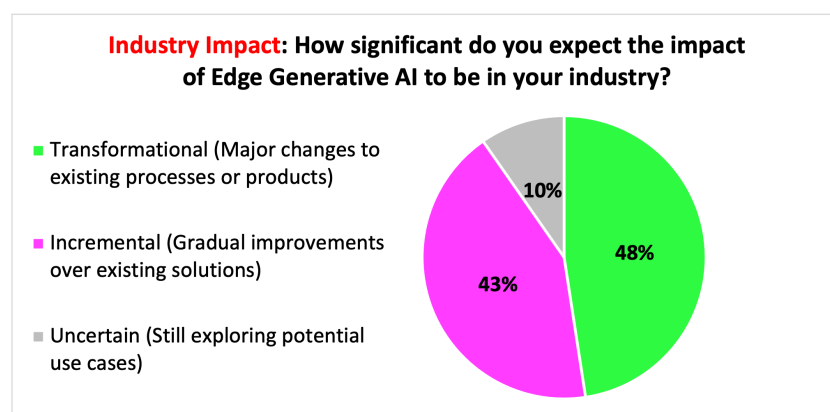 Industry Impact: How significant do you expect the impact
of Edge Generative AI to be in your industry?
Transformational (Major changes to
existing processes or products)
Incremental (Gradual improvements
over existing solutions)
Uncertain (Still exploring potential
use cases)
10%
48%
43%